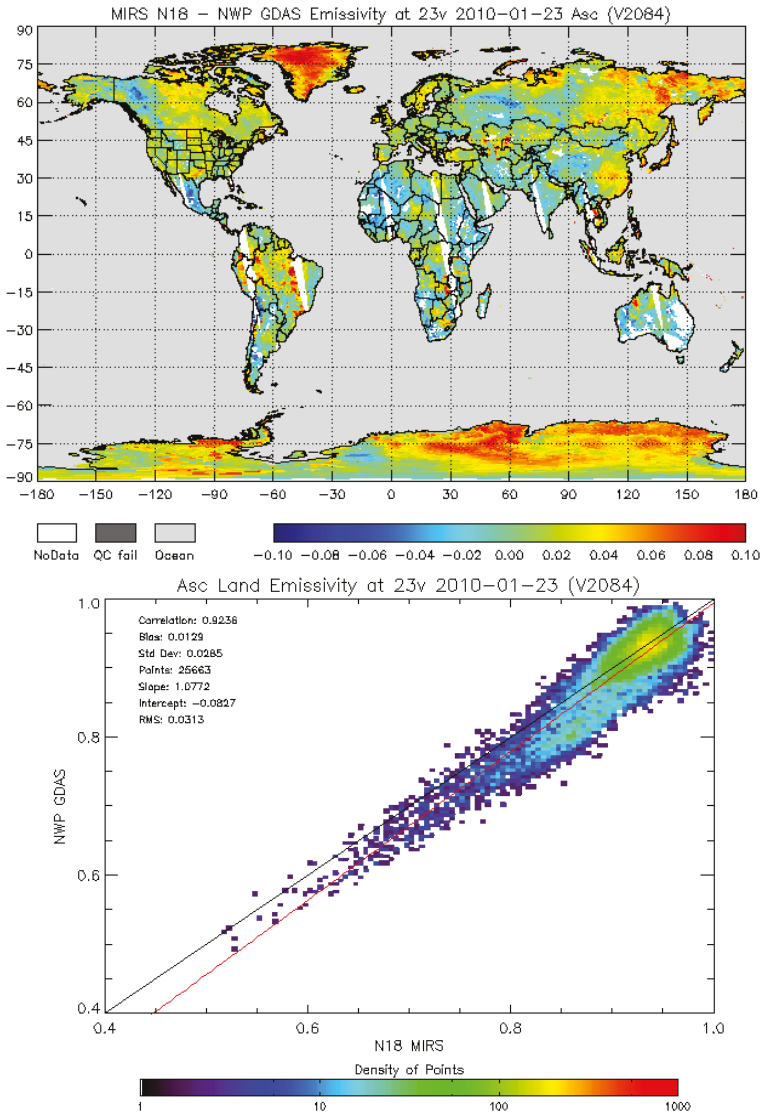 MIRS N18 - NWP GDAS Emissivity at 23v 2010-01-23 Asc (V2084)
90
75
60
45
30
15
0
-15
-30
-45
-60
-75
-90
-180 -150 -120 -90 -60 -30 0 30 60 90 120 150 180
NoData QC fail Ocean
-0.10 -0.08 -0.06 -0.04 -0.02 0.00 0.02 0.04 0.06 0.08 0.10
Asc Land Emissivity at 23v 2010-01-23 (V2084)
Correlation: 0.9236
Bias: 0.0129
Std Dev: 0.0285
Points: 25663
Slope: 1.0772
Intercept: -0.0827
RMS: 0.0313
1.0
0.8
0.6
0.4
NWP GDAS
0.4 0.6 0.8 1.0
N18 MIRS
Density of Points
1 10 100 1000